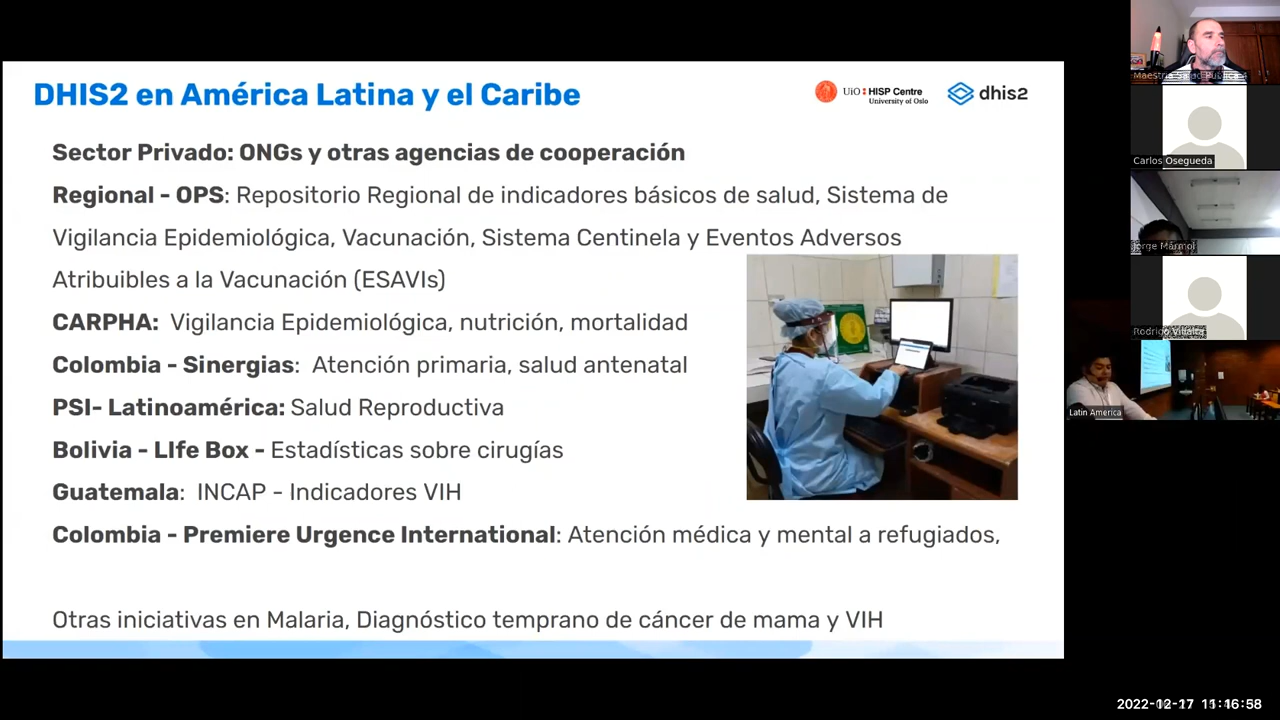 DHIS2 en América Latina y el Caribe
UiO HISP Centre
University of Oslo
dhis2
Sector Privado: ONGs y otras agencias de cooperación
Regional - OPS: Repositorio Regional de indicadores básicos de salud, Sistema de
Vigilancia Epidemiológica, Vacunación, Sistema Centinela y Eventos Adversos
Atribuibles a la Vacunación (ESAVIs)
CARPHA: Vigilancia Epidemiológica, nutrición, mortalidad
Colombia - Sinergias: Atención primaria, salud antenatal
PSI- Latinoamérica: Salud Reproductiva
Bolivia - LIfe Box - Estadísticas sobre cirugías
Guatemala: INCAP - Indicadores VIH
Colombia - Premiere Urgence International: Atención médica y mental a refugiados,
Otras iniciativas en Malaria, Diagnóstico temprano de cáncer de mama y VIH
Maestría Salud Pública
Carlos Osegueda
Jorge Mármol
Rodrigo
Latin America
2022-12-17 11:16:58